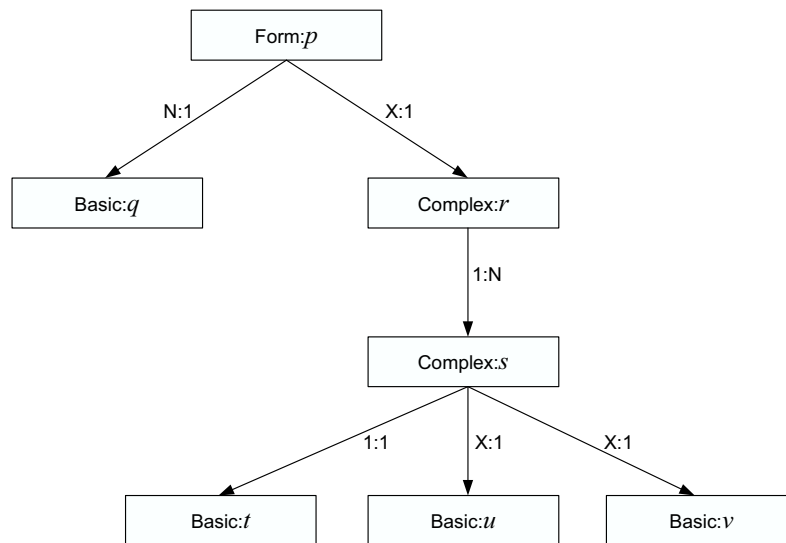 Form:p
N:1
X:1
Basic:q
Complex:r
1:N
Complex:s
1:1
X:1
X:1
Basic:t
Basic:u
Basic:v